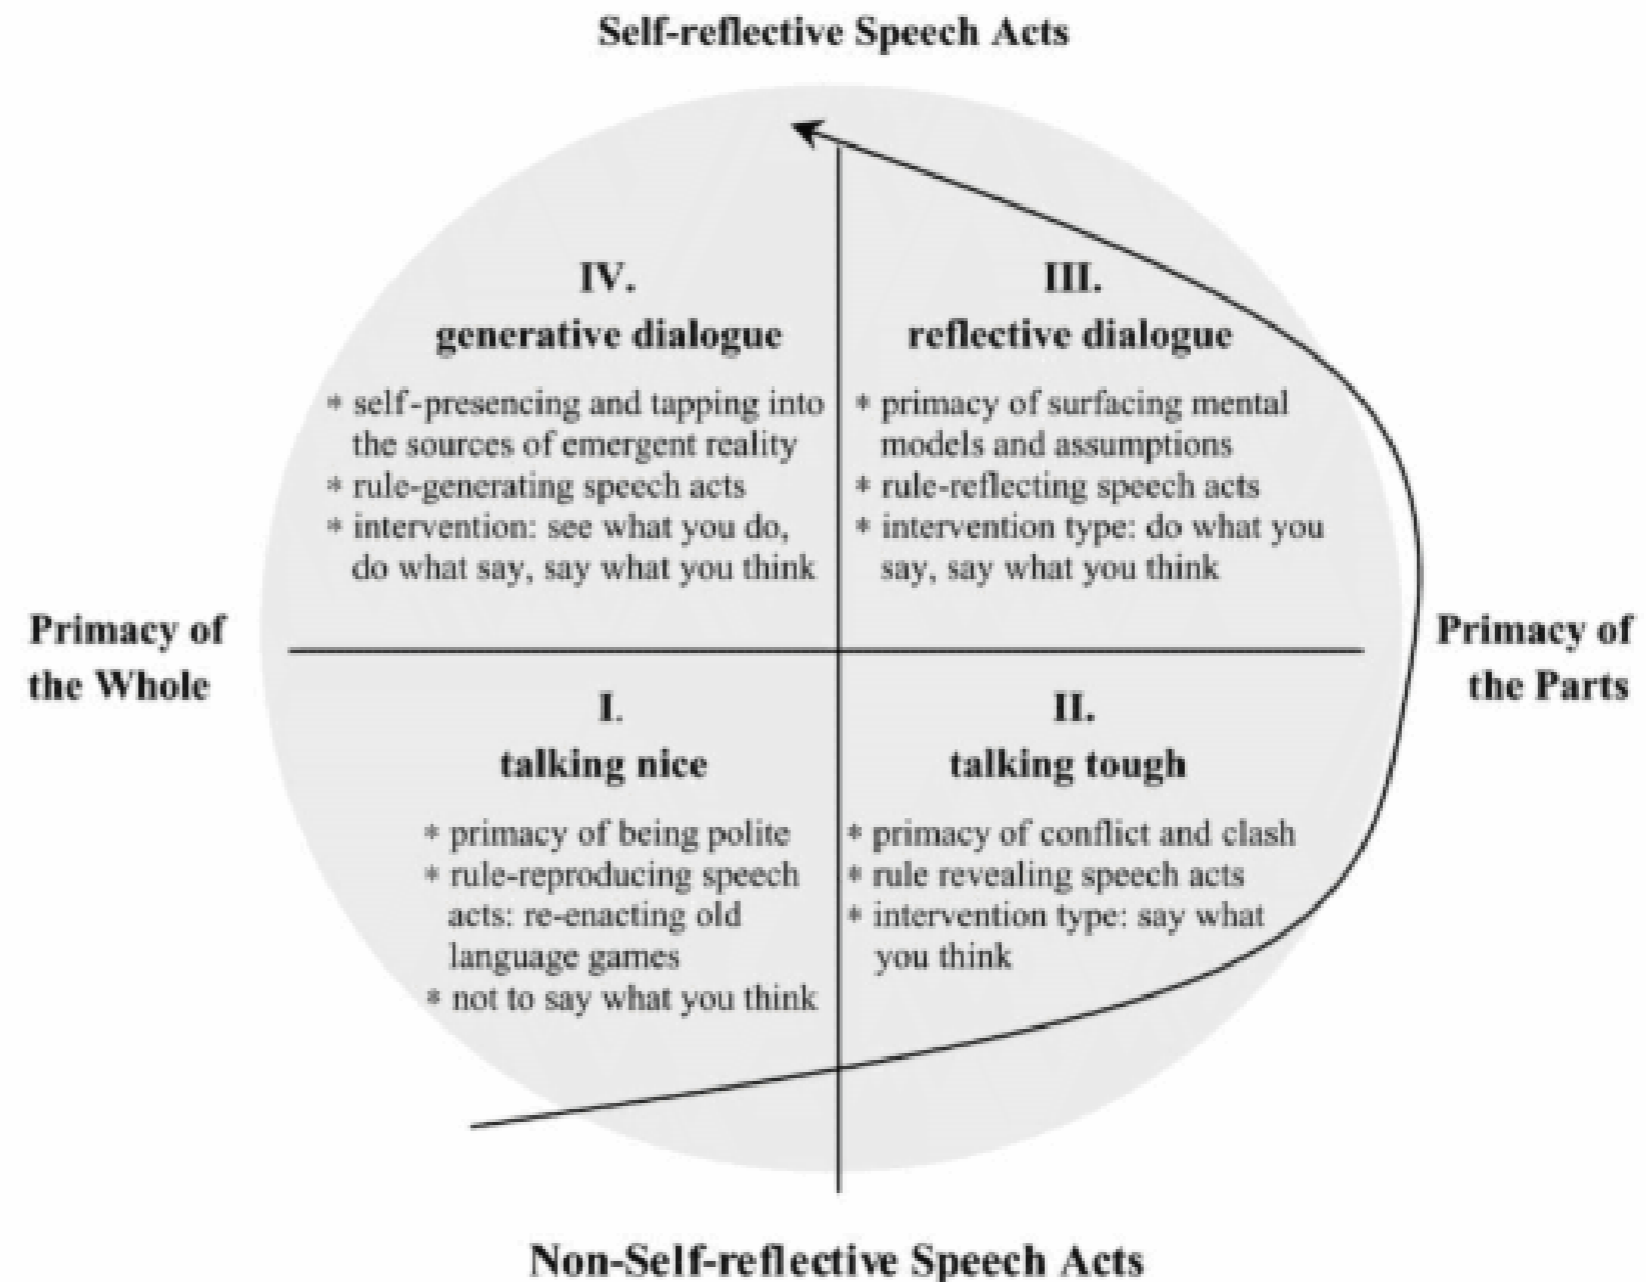 Self-reflective Speech Acts
IV.
generative dialogue
* self-presencing and tapping into
the sources of emergent reality
* rule-generating speech acts
* intervention: see what you do,
do what say, say what you think
III.
reflective dialogue
* primacy of surfacing mental
models and assumptions
* rule-reflecting speech acts
* intervention type: do what you
say, say what you think
Primacy of
the Whole
Primacy of
the Parts
I.
talking nice
* primacy of being polite
* rule-reproducing speech
acts: re-enacting old
language games
* not to say what you think
II.
talking tough
* primacy of conflict and clash
* rule revealing speech acts
* intervention type: say what
you think
Non-Self-reflective Speech Acts